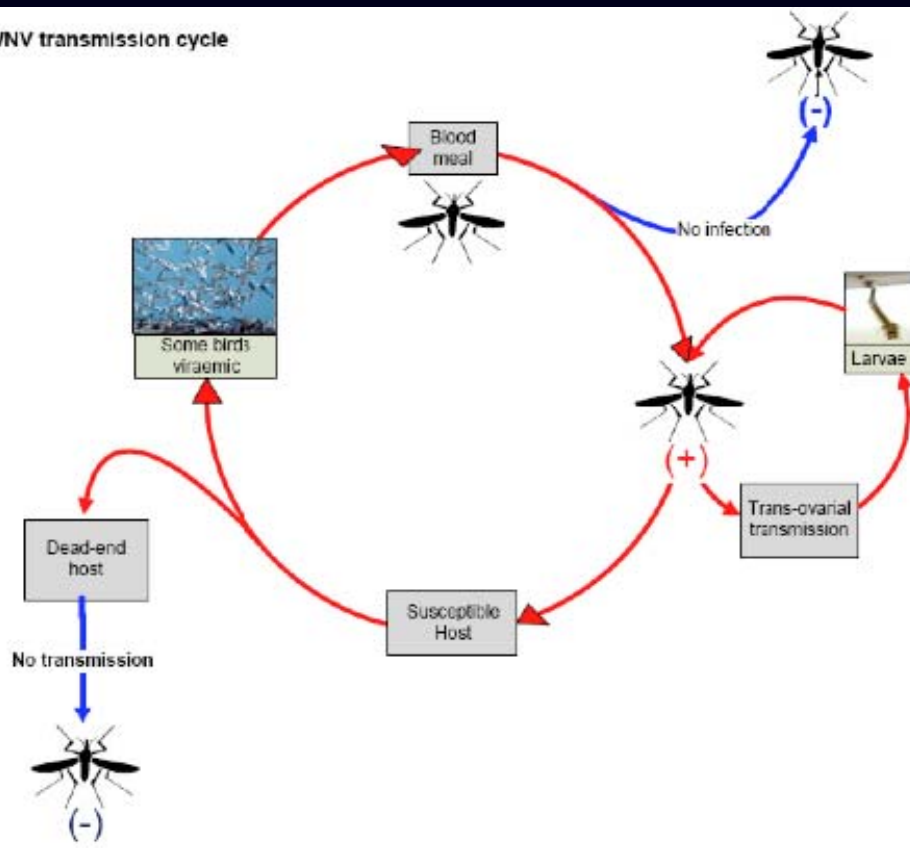 NV transmission cycle
(-)
Blood
meal
No infection
Some birds
viraemic
Larvae
(+)
Trans-ovarial
transmission
Dead-end
host
Susceptible
Host
No transmission
(-)